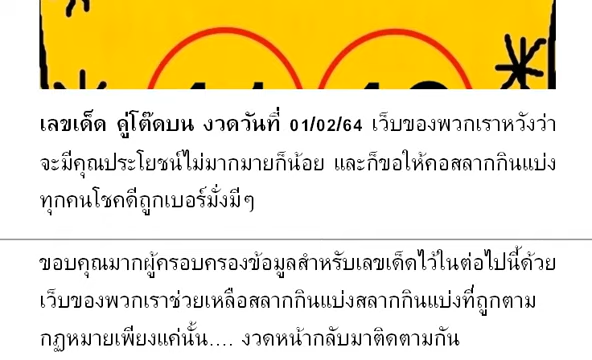 เลขเด็ด คู่โต๊ดบน งวดวันที่ 01/02/64 เว็บของพวกเราหวังว่า
จะมีคุณประโยชน์ไม่มากมายก็น้อย และก็ขอให้คอสลากกินแบ่ง
ทุกคนโชคดีถูกเบอร์มั่งมีๆ
ขอบคุณมากผู้ครอบครองข้อมูลสำหรับเลขเด็ดไว้ในต่อไปนี้ด้วย
เว็บของพวกเราช่วยเหลือสลากกินแบ่งสลากกินแบ่งที่ถูกตาม
กฏหมายเพียงแค่นั้น.... งวดหน้ากลับมาติดตามกัน